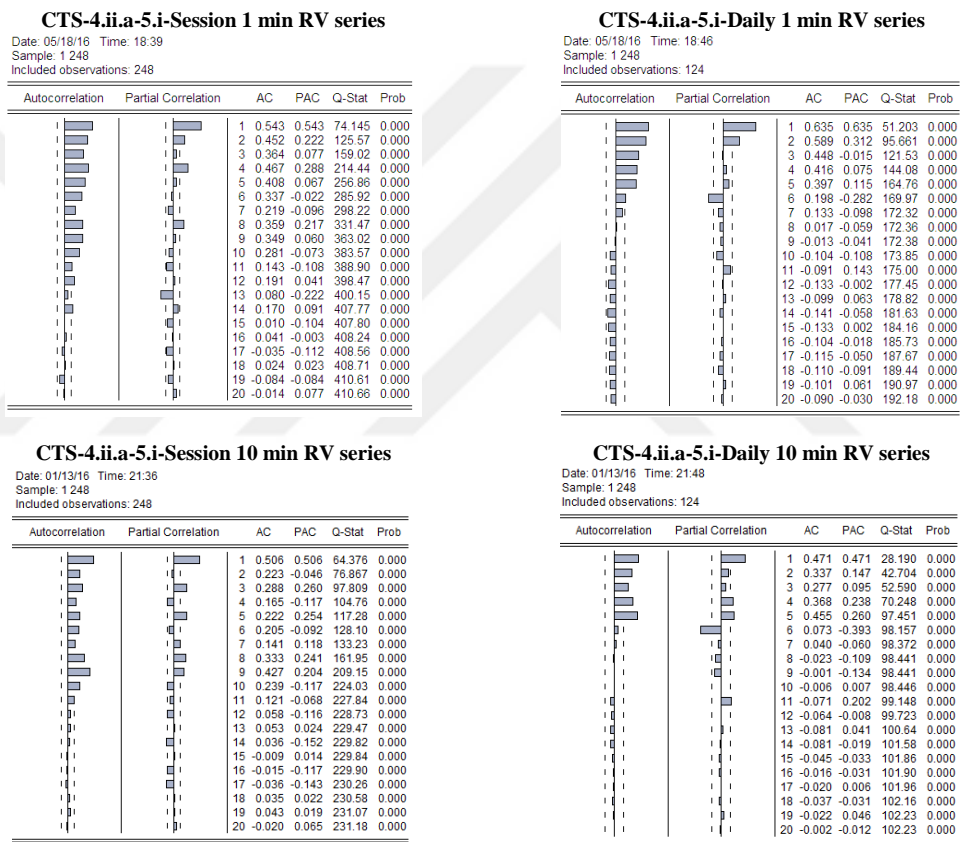 CTS-4.ii.a-5.i-Session 1 min RV series
Date: 05/18/16 Time: 18:39
Sample: 1 248
Included observations: 248
Autocorrelation Partial Correlation AC PAC Q-Stat Prob
1 0.543 0.543 74.145 0.000
2 0.452 0.222 125.57 0.000
3 0.364 0.077 159.02 0.000
4 0.467 0.288 214.44 0.000
5 0.408 0.067 256.86 0.000
6 0.337 -0.022 285.92 0.000
7 0.219 -0.096 298.22 0.000
8 0.359 0.217 331.47 0.000
9 0.349 0.060 363.02 0.000
10 0.281 -0.073 383.57 0.000
11 0.143 -0.108 388.90 0.000
12 0.191 0.041 398.47 0.000
13 0.080 -0.222 400.15 0.000
14 0.170 0.091 407.77 0.000
15 0.010 -0.104 407.80 0.000
16 0.041 -0.003 408.24 0.000
17 -0.035 -0.112 408.56 0.000
18 0.024 0.023 408.71 0.000
19 -0.084 -0.084 410.61 0.000
20 -0.014 0.077 410.66 0.000
CTS-4.ii.a-5.i-Daily 1 min RV series
Date: 05/18/16 Time: 18:46
Sample: 1 248
Included observations: 124
Autocorrelation Partial Correlation AC PAC Q-Stat Prob
1 0.635 0.635 51.203 0.000
2 0.589 0.312 95.661 0.000
3 0.448 -0.015 121.53 0.000
4 0.416 0.075 144.08 0.000
5 0.397 0.115 164.76 0.000
6 0.198 -0.282 169.97 0.000
7 0.133 -0.098 172.32 0.000
8 0.017 -0.059 172.36 0.000
9 -0.013 -0.041 172.38 0.000
10 -0.104 -0.108 173.85 0.000
11 -0.091 0.143 175.00 0.000
12 -0.133 -0.002 177.45 0.000
13 -0.099 0.063 178.82 0.000
14 -0.141 -0.058 181.63 0.000
15 -0.133 0.002 184.16 0.000
16 -0.104 -0.018 185.73 0.000
17 -0.115 -0.050 187.67 0.000
18 -0.110 -0.091 189.44 0.000
19 -0.101 0.061 190.97 0.000
20 -0.090 -0.030 192.18 0.000
CTS-4.ii.a-5.i-Session 10 min RV series
Date: 01/13/16 Time: 21:36
Sample: 1 248
Included observations: 248
Autocorrelation Partial Correlation AC PAC Q-Stat Prob
1 0.506 0.506 64.376 0.000
2 0.223 -0.046 76.867 0.000
3 0.288 0.260 97.809 0.000
4 0.165 -0.117 104.76 0.000
5 0.222 0.254 117.28 0.000
6 0.205 -0.092 128.10 0.000
7 0.141 0.118 133.23 0.000
8 0.333 0.241 161.95 0.000
9 0.427 0.204 209.15 0.000
10 0.239 -0.117 224.03 0.000
11 0.121 -0.068 227.84 0.000
12 0.058 -0.116 228.73 0.000
13 0.053 0.024 229.47 0.000
14 0.036 -0.152 229.82 0.000
15 -0.009 0.014 229.84 0.000
16 -0.015 -0.117 229.90 0.000
17 -0.036 -0.143 230.26 0.000
18 0.035 0.022 230.58 0.000
19 0.043 0.019 231.07 0.000
20 -0.020 0.065 231.18 0.000
CTS-4.ii.a-5.i-Daily 10 min RV series
Date: 01/13/16 Time: 21:48
Sample: 1 248
Included observations: 124
Autocorrelation Partial Correlation AC PAC Q-Stat Prob
1 0.471 0.471 28.190 0.000
2 0.337 0.147 42.704 0.000
3 0.277 0.095 52.590 0.000
4 0.368 0.238 70.248 0.000
5 0.455 0.260 97.451 0.000
6 0.073 -0.393 98.157 0.000
7 0.040 -0.060 98.372 0.000
8 -0.023 -0.109 98.441 0.000
9 -0.001 -0.134 98.441 0.000
10 -0.006 0.007 98.446 0.000
11 -0.071 0.202 99.148 0.000
12 -0.064 -0.008 99.723 0.000
13 -0.081 0.041 100.64 0.000
14 -0.081 -0.019 101.58 0.000
15 -0.045 -0.033 101.86 0.000
16 -0.016 -0.031 101.90 0.000
17 -0.020 0.006 101.96 0.000
18 -0.037 -0.031 102.16 0.000
19 -0.022 0.046 102.23 0.000
20 -0.002 -0.012 102.23 0.000